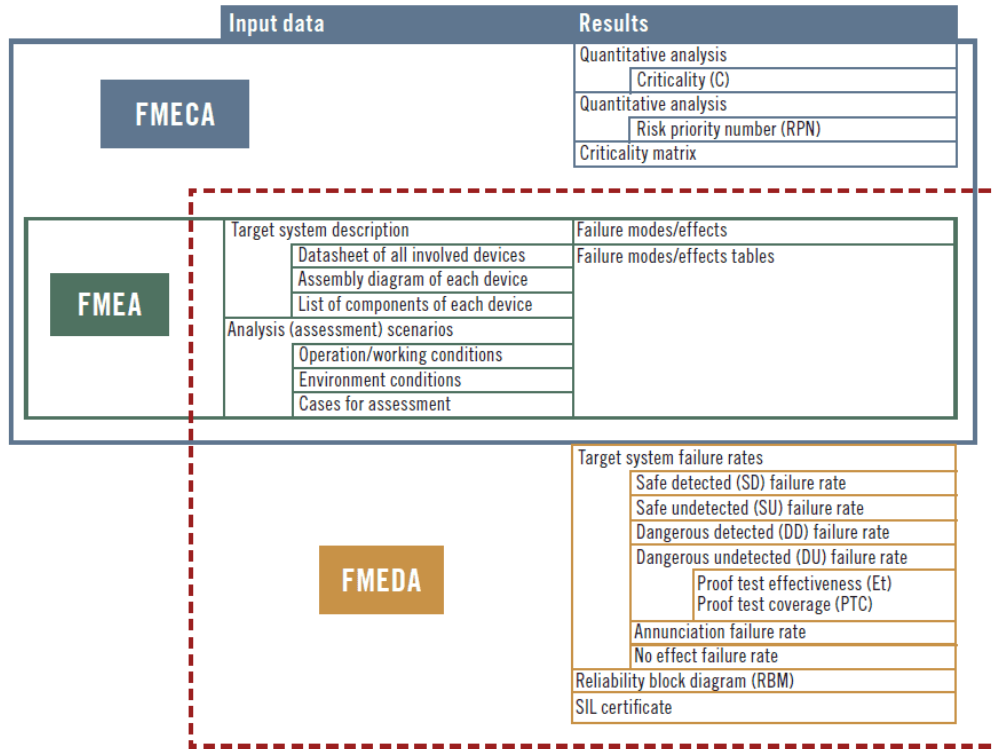 Input data
Results
FMECA
Quantitative analysis
Criticality (C)
Quantitative analysis
Risk priority number (RPN)
Criticality matrix
FMEA
Target system description
Datasheet of all involved devices
Assembly diagram of each device
List of components of each device
Analysis (assessment) scenarios
Operation/working conditions
Environment conditions
Cases for assessment
Failure modes/effects
Failure modes/effects tables
FMEDA
Target system failure rates
Safe detected (SD) failure rate
Safe undetected (SU) failure rate
Dangerous detected (DD) failure rate
Dangerous undetected (DU) failure rate
Proof test effectiveness (Et)
Proof test coverage (PTC)
Annunciation failure rate
No effect failure rate
Reliability block diagram (RBM)
SIL certificate